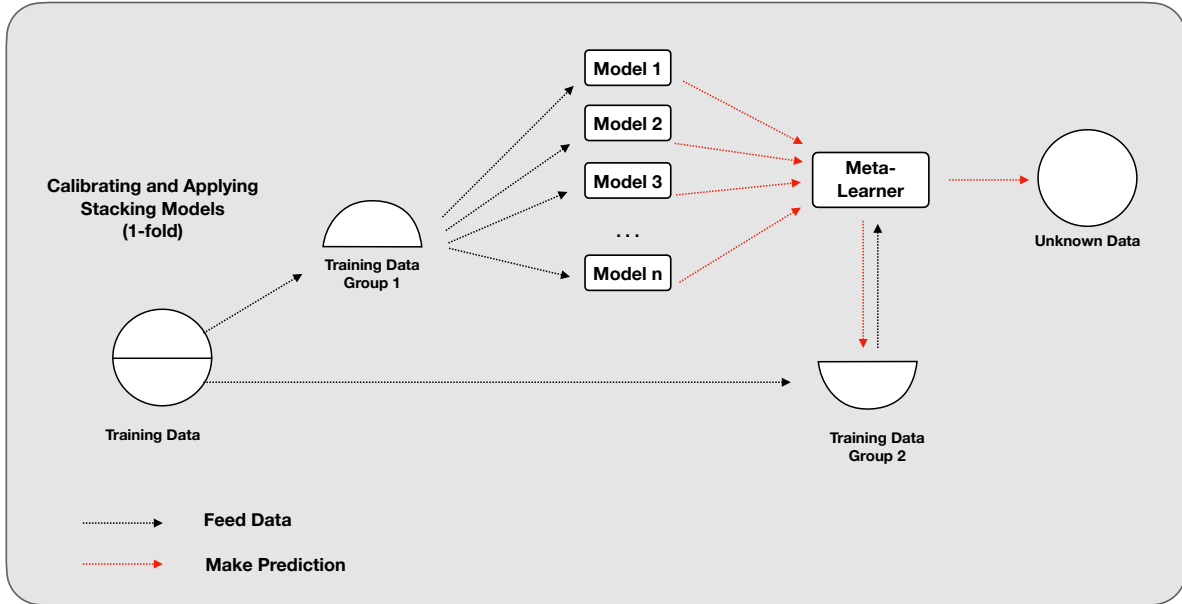 Calibrating and Applying
Stacking Models
(1-fold)
Training Data
Training Data
Group 1
Model 1
Model 2
Model 3
...
Model n
Meta-
Learner
Unknown Data
Training Data
Group 2
Feed Data
Make Prediction